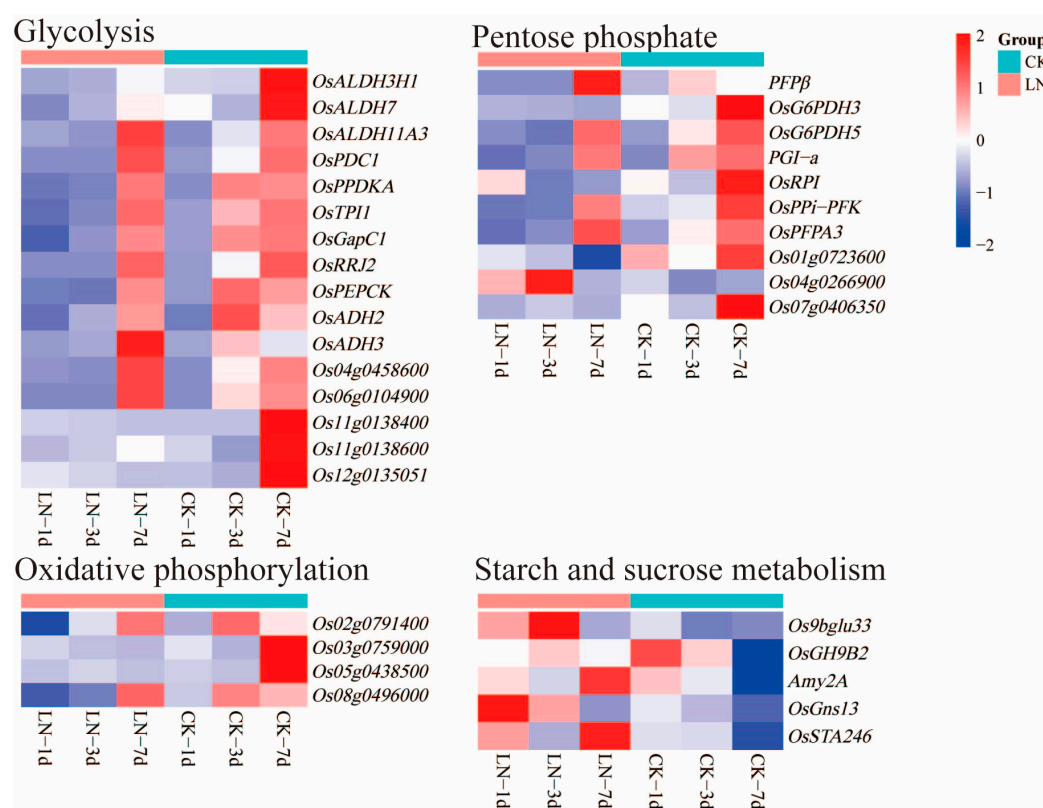 Glycolysis
OsALDH3H1
OsALDH7
OsALDH11A3
OsPDC1
OsPPDKA
OsTPI1
OsGapC1
OsRRJ2
OsPEPCK
OsADH2
OsADH3
Os04g0458600
Os06g0104900
Os11g0138400
Os11g0138600
Os12g0135051
LN−1d
LN−3d
LN−7d
CK−1d
CK−3d
CK−7d
Pentose phosphate
PFPβ
OsG6PDH3
OsG6PDH5
PGI−a
OsRPI
OsPPi−PFK
OsPFPA3
Os01g0723600
Os04g0266900
Os07g0406350
LN−1d
LN−3d
LN−7d
CK−1d
CK−3d
CK−7d
2
1
0
−1
−2
Group
CK
LN
Oxidative phosphorylation
Os02g0791400
Os03g0759000
Os05g0438500
Os08g0496000
LN−1d
LN−3d
LN−7d
CK−1d
CK−3d
CK−7d
Starch and sucrose metabolism
Os9bglu33
OsGH9B2
Amy2A
OsGns13
OsSTA246
LN−1d
LN−3d
LN−7d
CK−1d
CK−3d
CK−7d